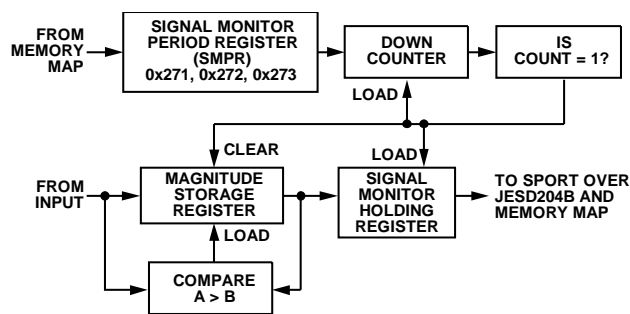 FROM
MEMORY
MAP
SIGNAL MONITOR
PERIOD REGISTER
(SMPR)
0x271, 0x272, 0x273
DOWN
COUNTER
IS
COUNT = 1?
LOAD
CLEAR
LOAD
FROM
INPUT
MAGNITUDE
STORAGE
REGISTER
SIGNAL
MONITOR
HOLDING
REGISTER
TO SPORT OVER
JESD204B AND
MEMORY MAP
LOAD
COMPARE
A > B